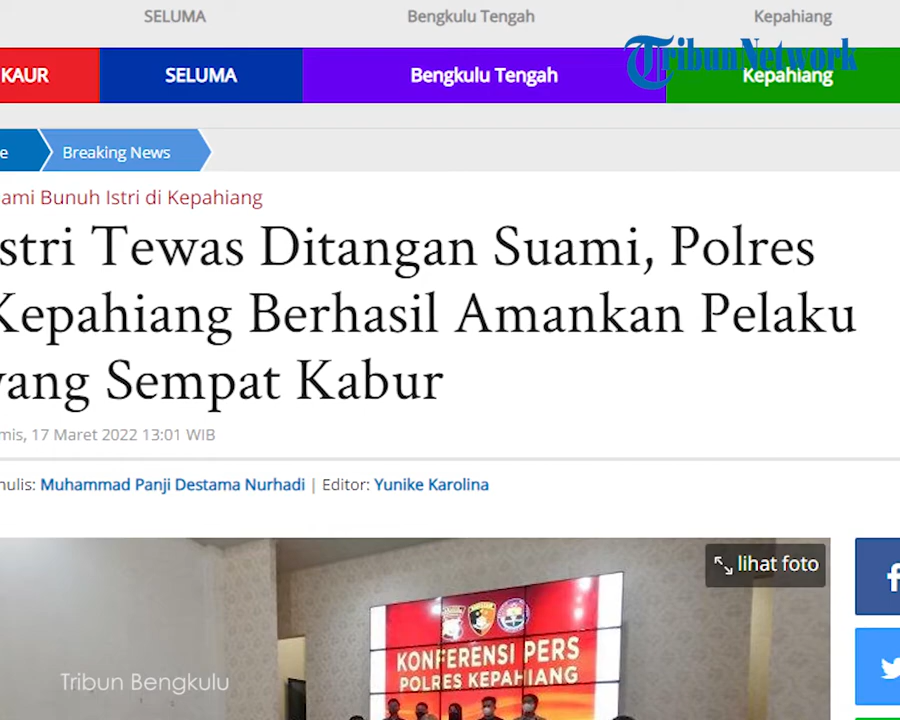 SELUMA Bengkulu Tengah Kepahiang
KAUR SELUMA Bengkulu Tengah Kepahiang
Tribun Network
e Breaking News
ami Bunuh Istri di Kepahiang
stri Tewas Ditangan Suami, Polres
Kepahiang Berhasil Amankan Pelaku
yang Sempat Kabur
mis, 17 Maret 2022 13:01 WIB
nulis: Muhammad Panji Destama Nurhadi | Editor: Yunike Karolina
lihat foto
KONFERENSI PERS
POLRES KEPAHIANG
Tribun Bengkulu